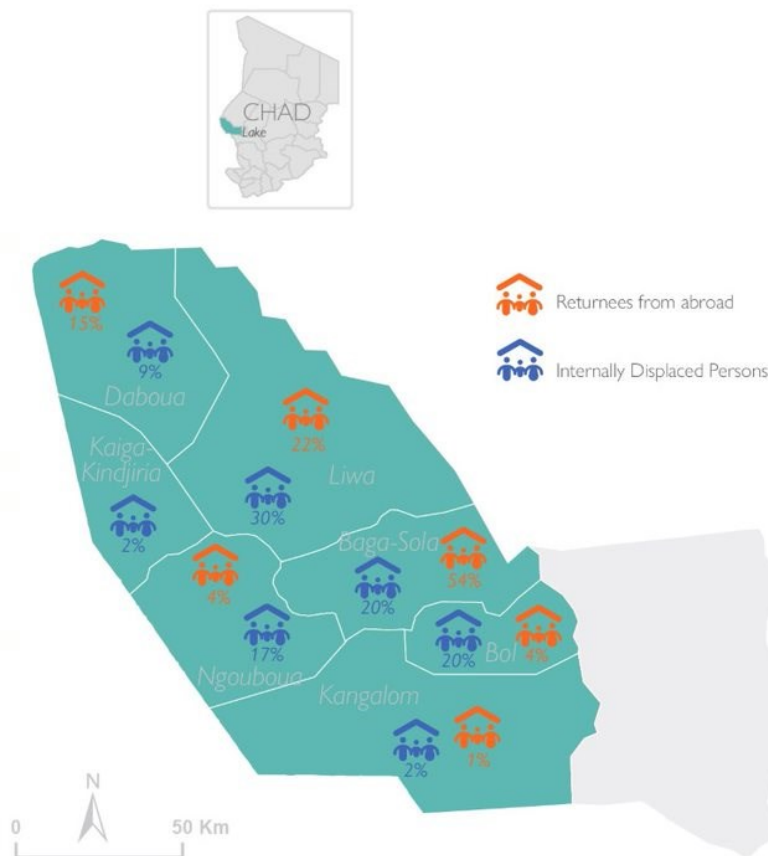 CHAD
Lake
Returnees from abroad
Internally Displaced Persons
15%
9%
Daboua
22%
Kaiga-
Kindjiria
Liwa
30%
2%
Baga-Sola
54%
4%
20%
17%
20%
Bol
4%
Ngouboua
Kangalom
2%
1%
N
0
50 Km